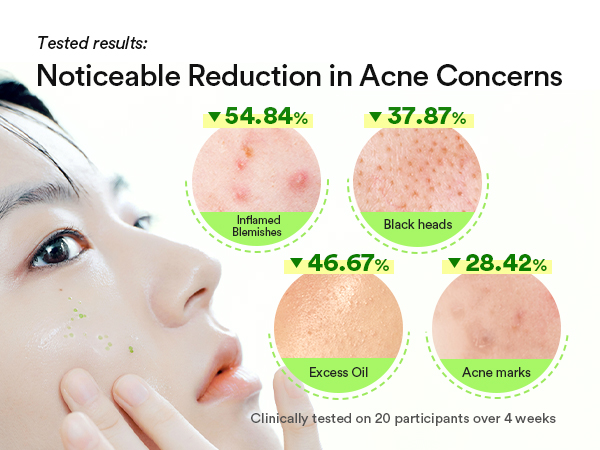 Tested results:
Noticeable Reduction in Acne Concerns
▼54.84%
▼37.87%
Inflamed
Blemishes
Black heads
▼46.67%
▼28.42%
Excess Oil
Acne marks
Clinically tested on 20 participants over 4 weeks